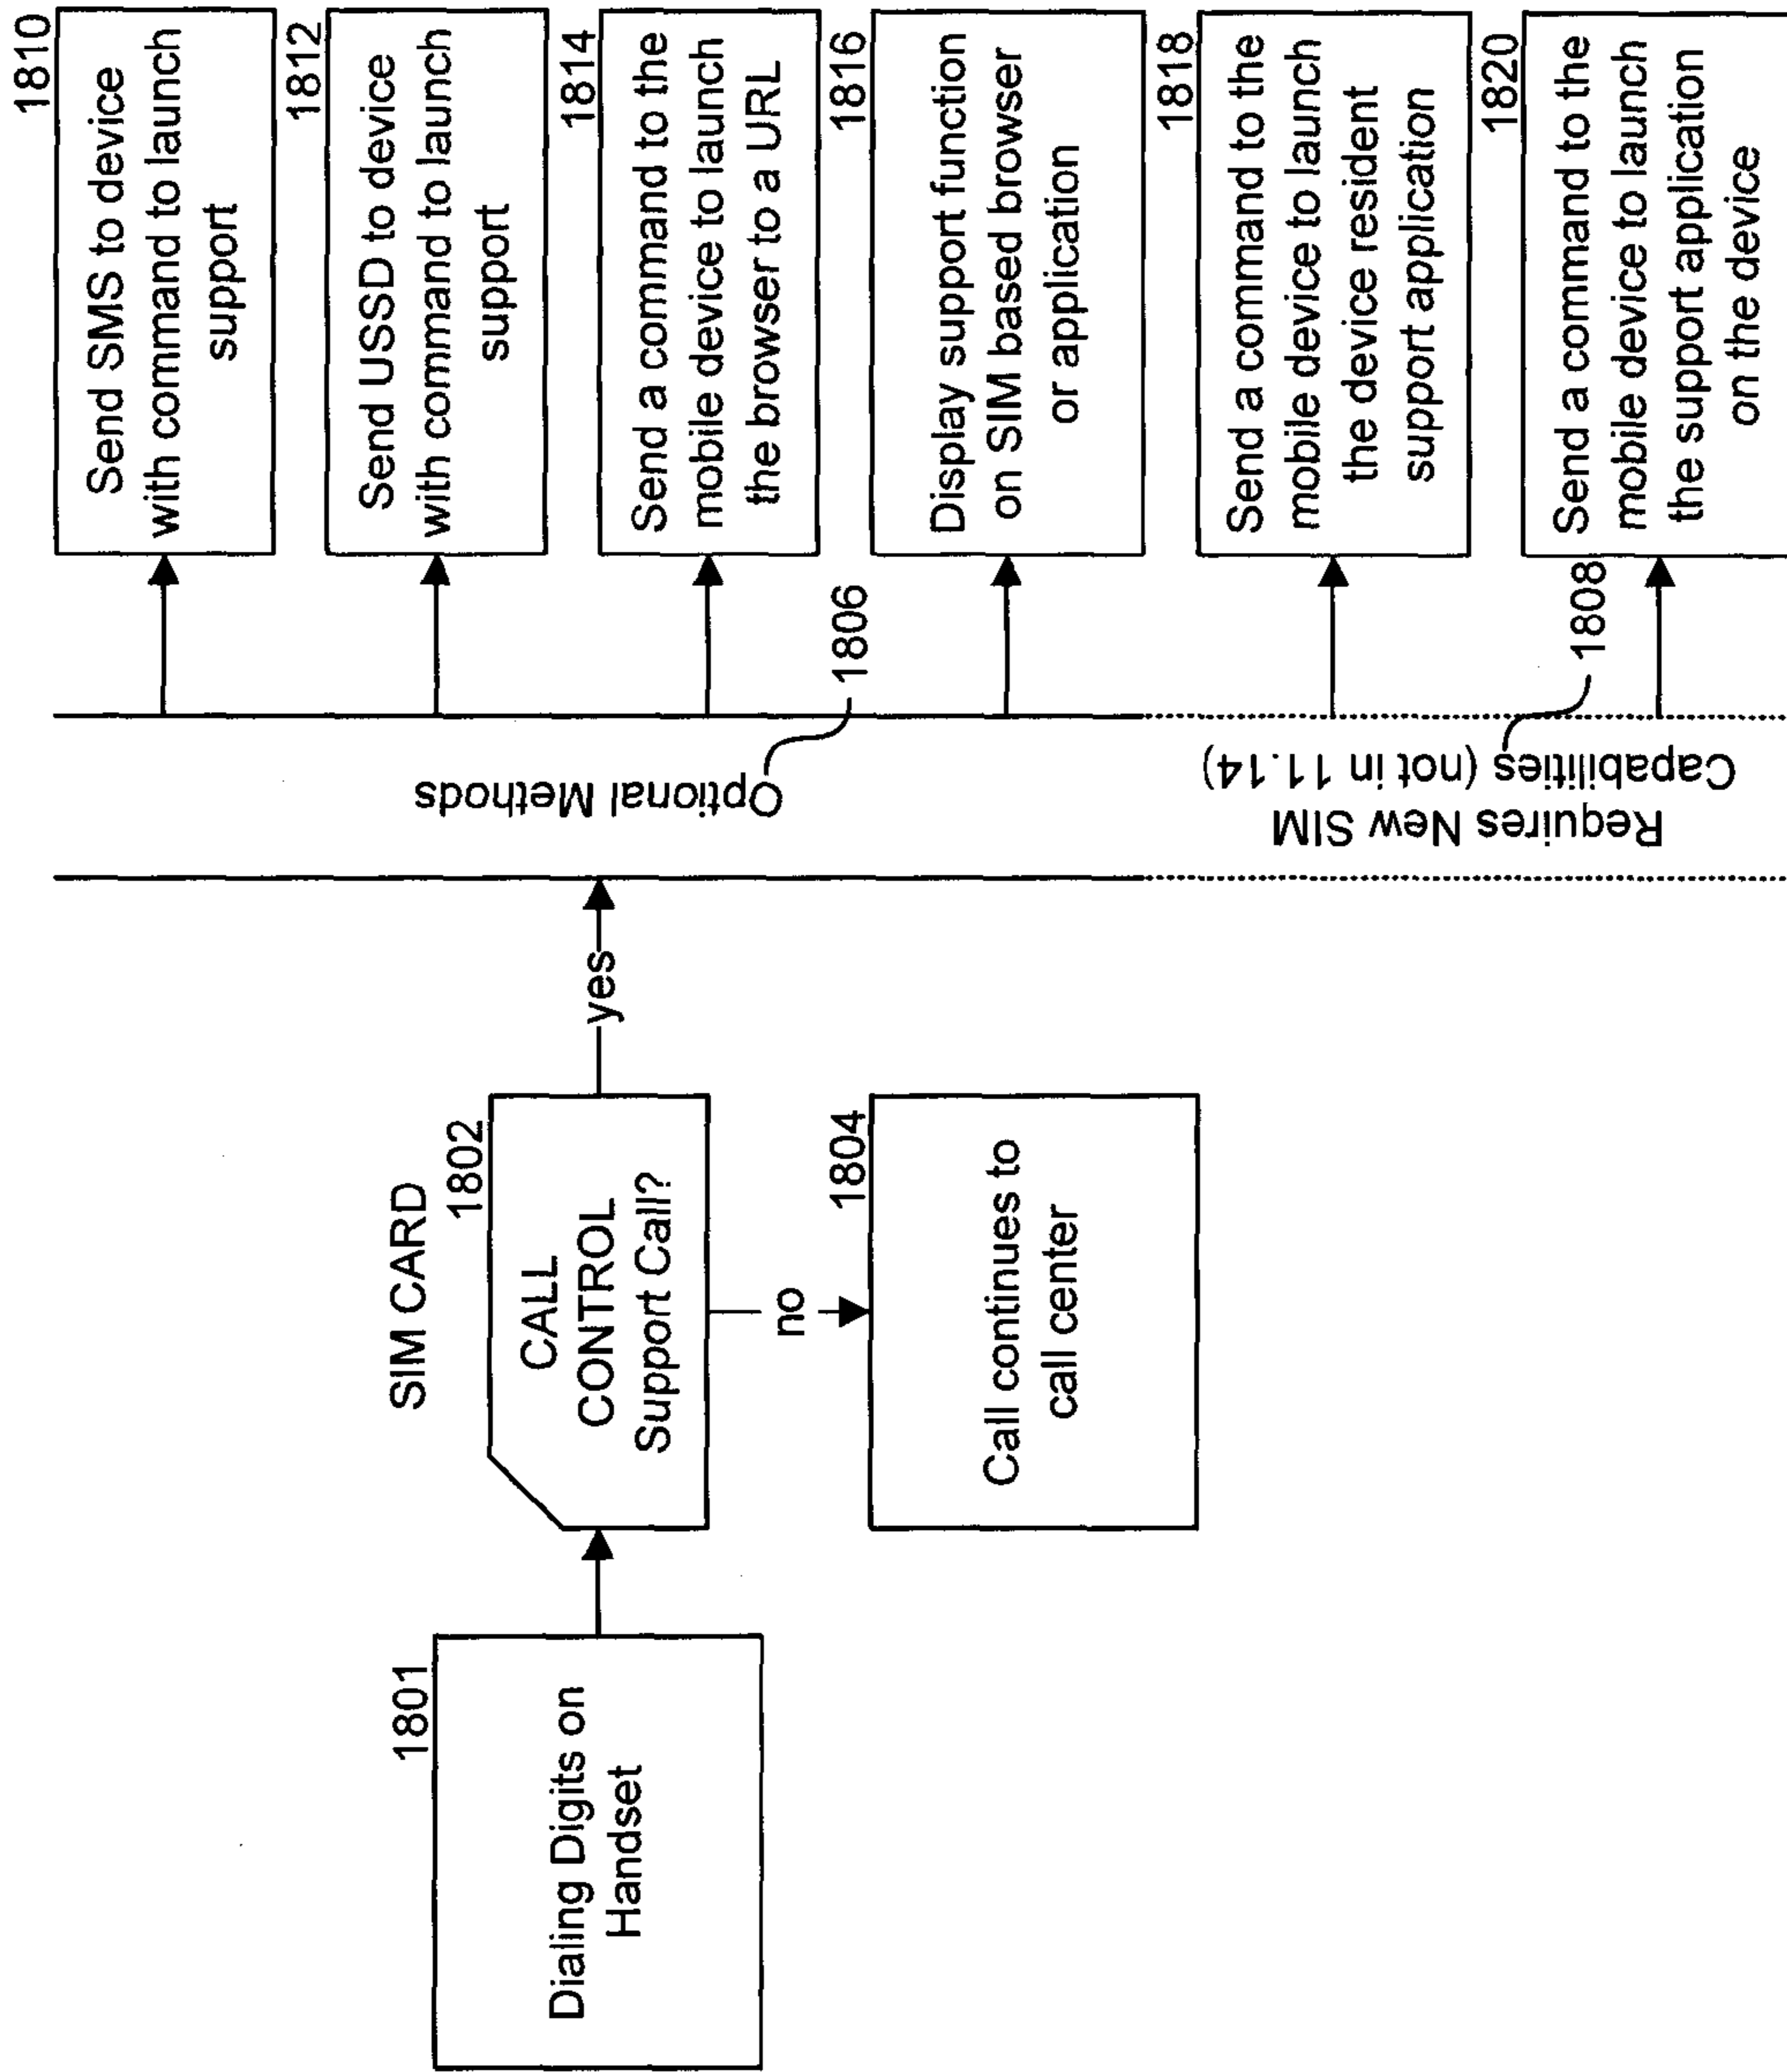 1801
Dialing Digits on
Handset
SIM CARD
1802
CALL
CONTROL
Support Call?
yes
no
1804
Call continues to
call center
Optional Methods
1806
Requires New SIM
Capabilities (not in 11.14)
1808
1810
Send SMS to device
with command to launch
support
1812
Send USSD to device
with command to launch
support
1814
Send a command to the
mobile device to launch
the browser to a URL
1816
Display support function
on SIM based browser
or application
1818
Send a command to the
mobile device to launch
the device resident
support application
1820
Send a command to the
mobile device to launch
the support application
on the device